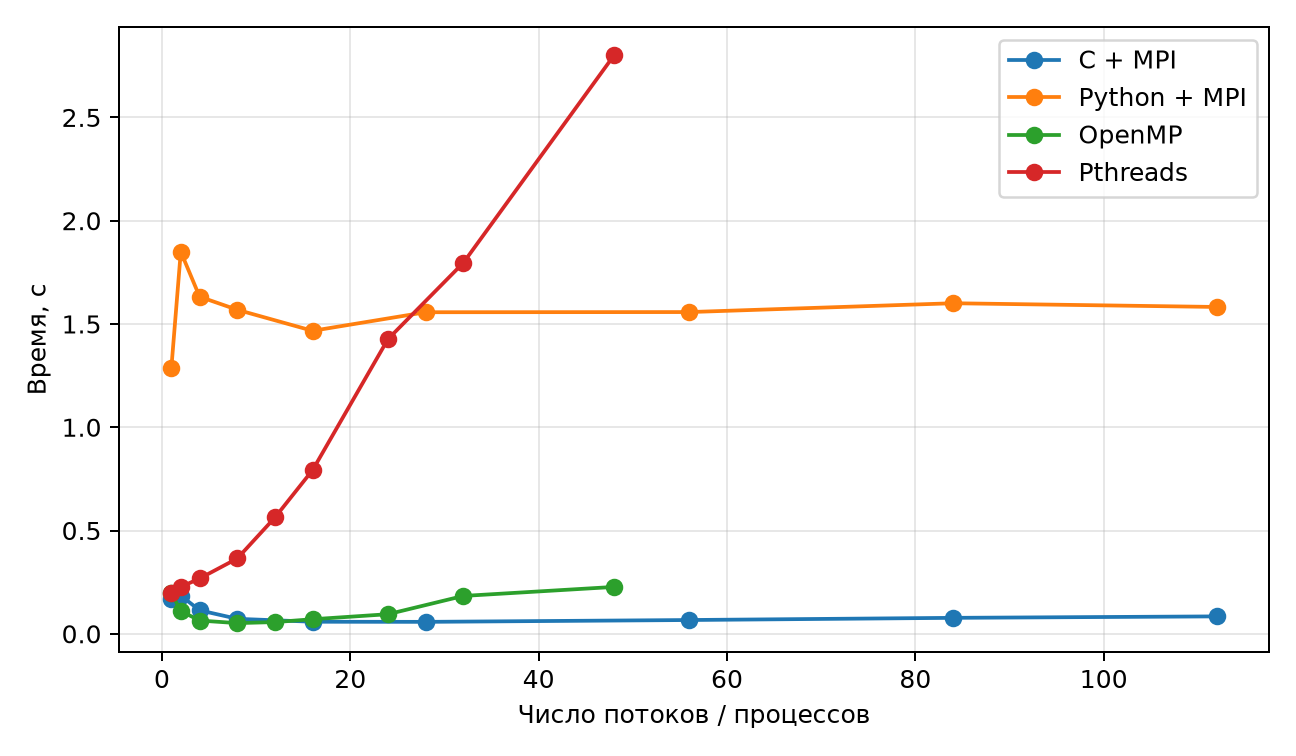 C + MPI
Python + MPI
OpenMP
Pthreads
Время, с
2.5
2.0
1.5
1.0
0.5
0.0
0 20 40 60 80 100
Число потоков / процессов